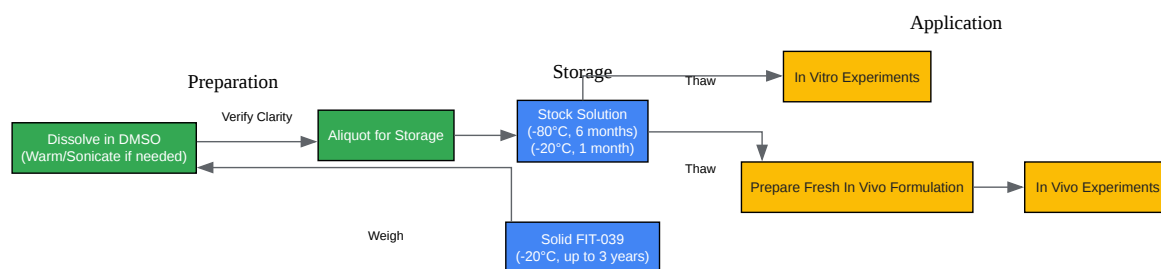 Application
Preparation
Storage
Thaw
In Vitro Experiments
Verify Clarity
Dissolve in DMSO
(Warm/Sonicate if needed)
Aliquot for Storage
Stock Solution
(-80°C, 6 months)
(-20°C, 1 month)
Thaw
Prepare Fresh In Vivo Formulation
In Vivo Experiments
Weigh
Solid FIT-039
(-20°C, up to 3 years)